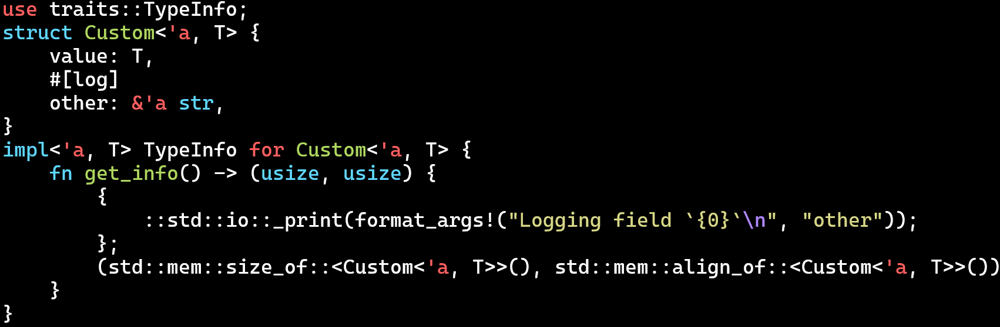 use traits::TypeInfo;
struct Custom<'a, T> {
    value: T,
    #[log]
    other: &'a str,
}
impl<'a, T> TypeInfo for Custom<'a, T> {
    fn get_info() -> (usize, usize) {
        {
            ::std::io::_print(format_args!("Logging field `{0}`\n", "other"));
        };
        (std::mem::size_of::<Custom<'a, T>>(), std::mem::align_of::<Custom<'a, T>>())
    }
}